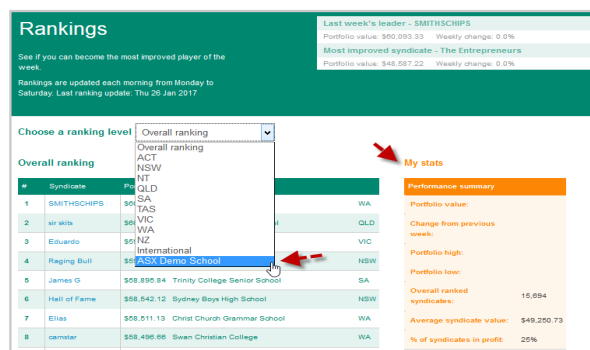 Rankings
See if you can become the most improved player of the
week.
Rankings are updated each morning from Monday to
Saturday. Last ranking update: Thu 26 Jan 2017
Last week's leader - SMITHSCHIPS
Portfolio value: $60,093.33 Weekly change: 0.0%
Most improved syndicate - The Entrepreneurs
Portfolio value: $48,587.22 Weekly change: 0.0%
Choose a ranking level Overall ranking
Overall ranking
ACT
NSW
NT
QLD
SA
TAS
VIC
WA
NZ
International
ASX Demo School
Overall ranking
# Syndicate
1 SMITHSCHIPS WA
2 sir skits QLD
3 Eduardo VIC
4 Raging Bull NSW
5 James G $58,895.84 Trinity College Senior School SA
6 Hall of Fame $58,542.12 Sydney Boys High School NSW
7 Elias $58,511.13 Christ Church Grammar School WA
8 camstar $58,496.66 Swan Christian College WA
My stats
Performance summary
Portfolio value:
Change from previous
week:
Portfolio high:
Portfolio low:
Overall ranked
syndicates: 15,694
Average syndicate value: $49,250.73
% of syndicates in profit: 25%